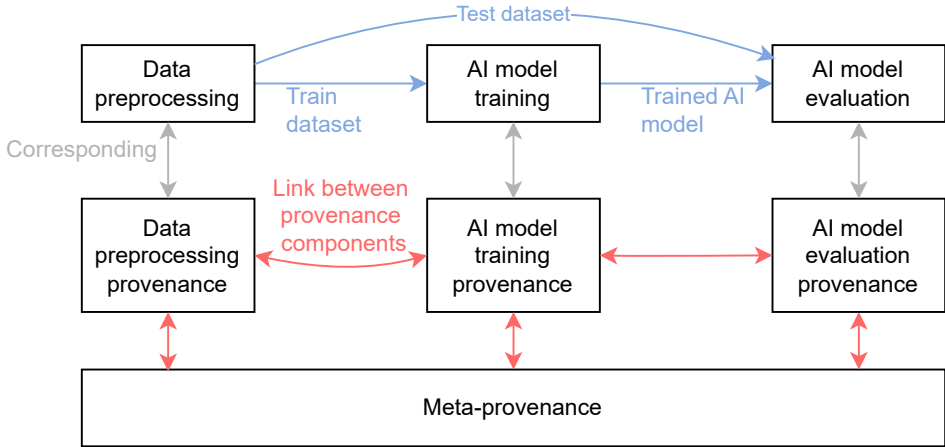 Test dataset
Data
preprocessing
AI model
training
AI model
evaluation
Train
dataset
Trained AI
model
Corresponding
Link between
provenance
components
Data
preprocessing
provenance
AI model
training
provenance
AI model
evaluation
provenance
Meta-provenance